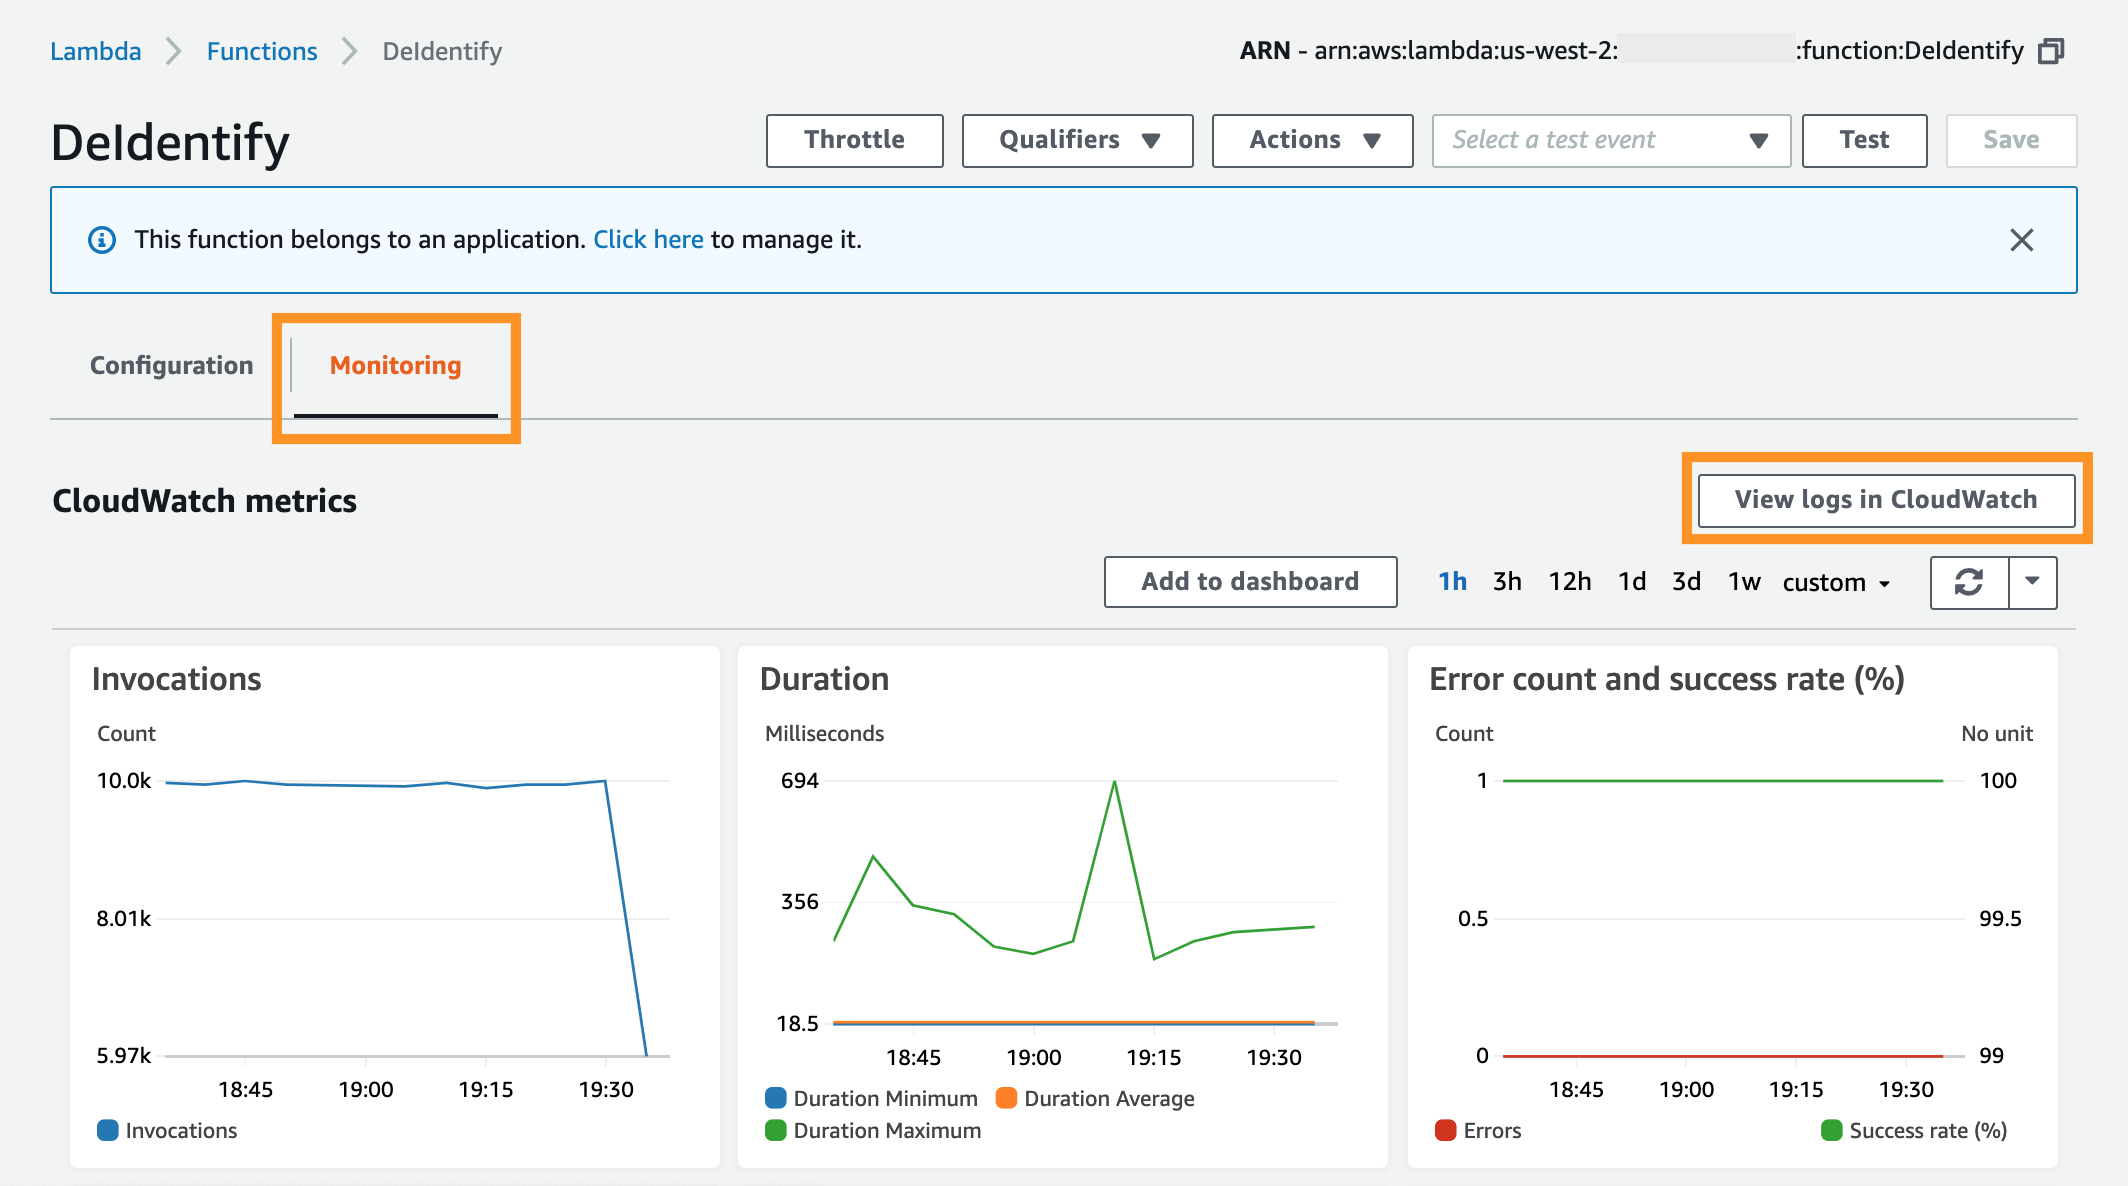 Lambda > Functions > DeIdentify
ARN - arn:aws:lambda:us-west-2: :function:DeIdentify
DeIdentify
Throttle
Qualifiers
Actions
Select a test event
Test
Save
This function belongs to an application. Click here to manage it.
Configuration
Monitoring
CloudWatch metrics
View logs in CloudWatch
Add to dashboard
1h 3h 12h 1d 3d 1w custom
Invocations
Count
10.0k
8.01k
5.97k
18:45 19:00 19:15 19:30
Invocations
Duration
Milliseconds
694
356
18.5
18:45 19:00 19:15 19:30
Duration Minimum Duration Average
Duration Maximum
Error count and success rate (%)
Count No unit
1 100
0.5 99.5
0 99
18:45 19:00 19:15 19:30
Errors Success rate (%)